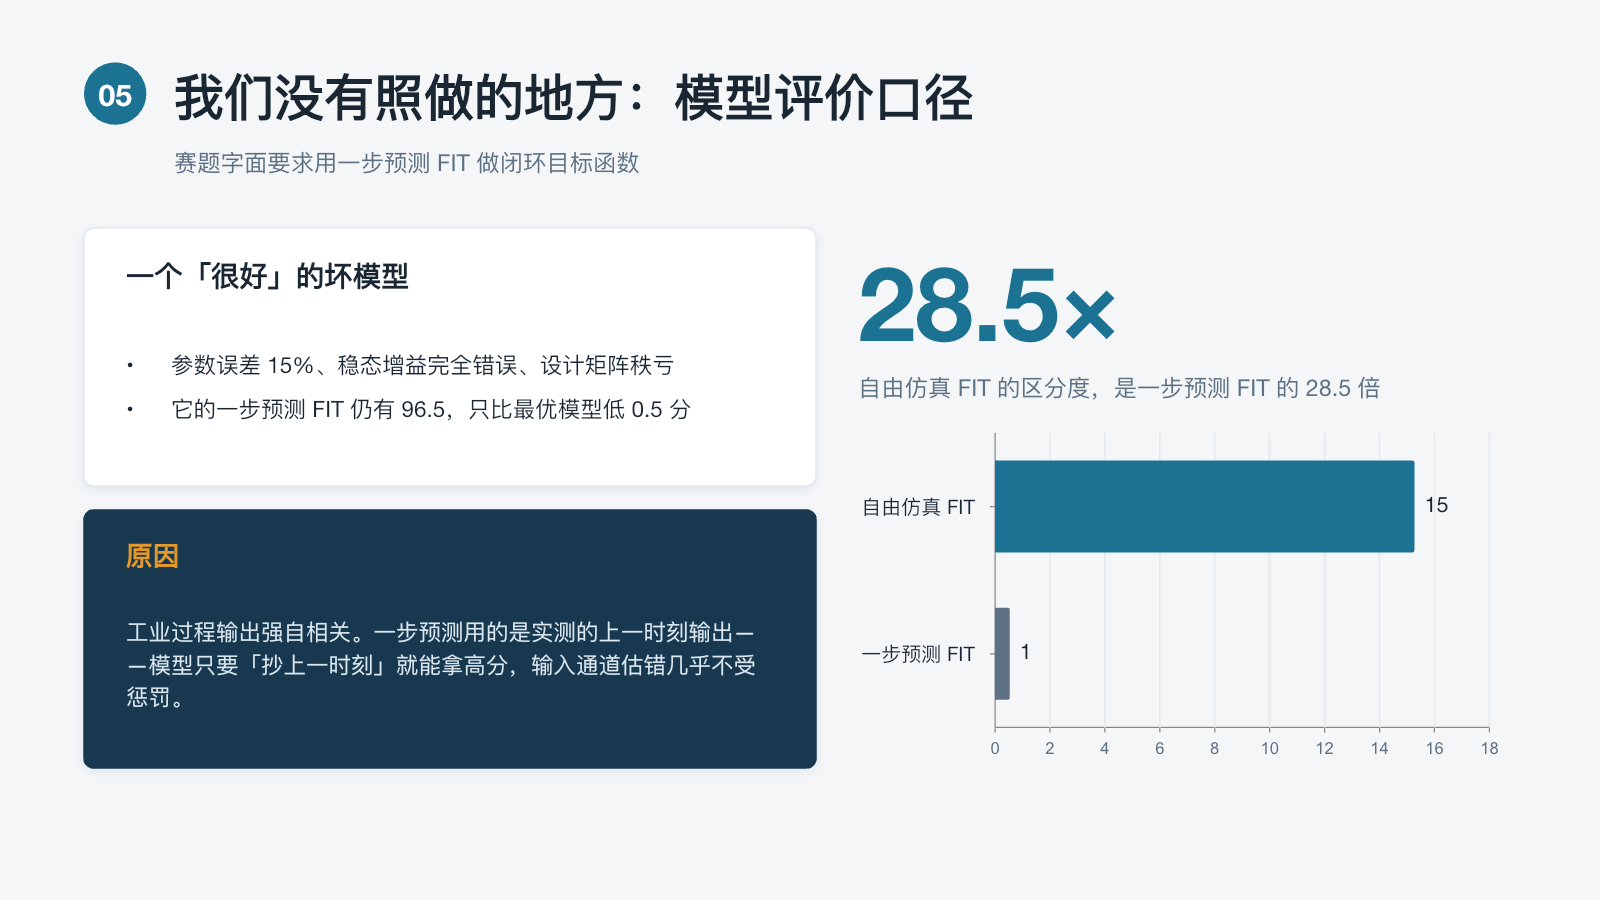 05
我们没有照做的地方：模型评价口径
赛题字面要求用一步预测 FIT 做闭环目标函数
一个「很好」的坏模型
• 参数误差 15%、稳态增益完全错误、设计矩阵秩亏
• 它的一步预测 FIT 仍有 96.5，只比最优模型低 0.5 分
原因
工业过程输出强自相关。一步预测用的是实测的上一时刻输出—
—模型只要「抄上一时刻」就能拿高分，输入通道估错几乎不受
惩罚。
28.5×
自由仿真 FIT 的区分度，是一步预测 FIT 的 28.5 倍
自由仿真 FIT
15
一步预测 FIT
1
0 2 4 6 8 10 12 14 16 18